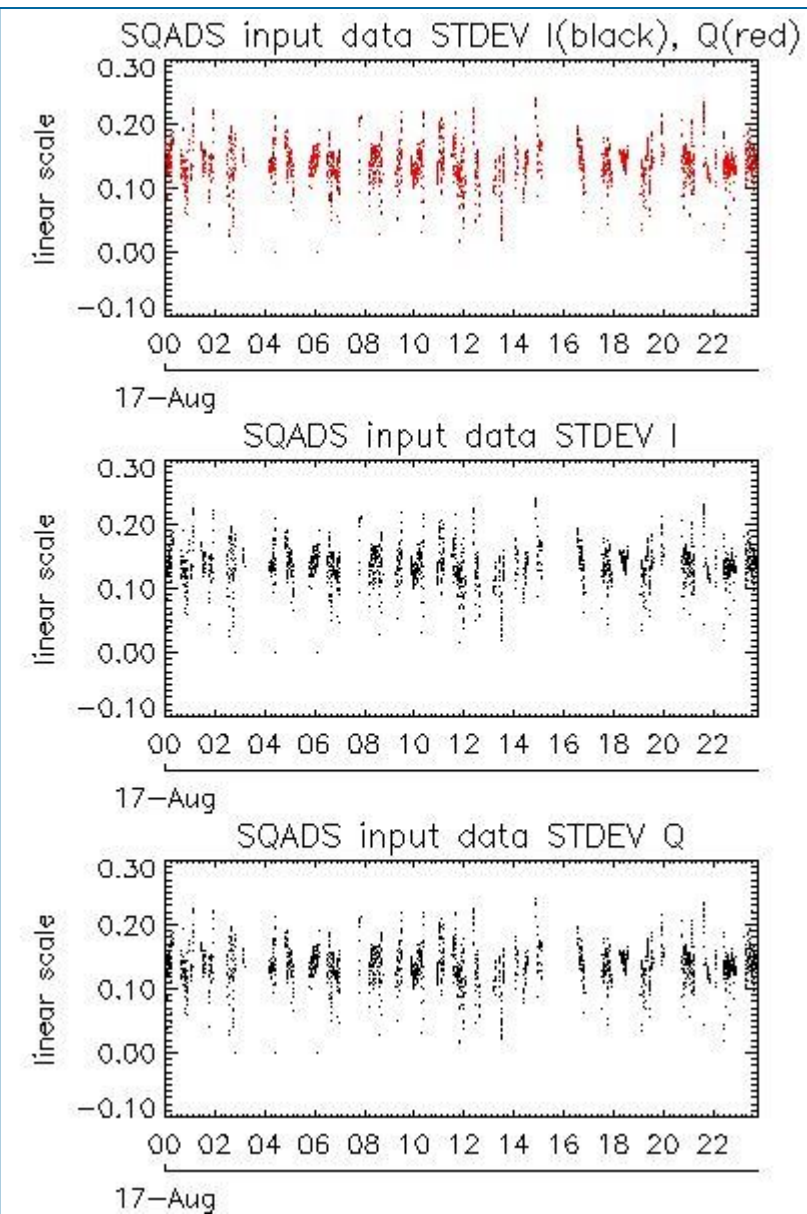 SQADS input data STDEV I(black), Q(red)
0.30
0.20
0.10
0.00
−0.10
linear scale
00 02 04 06 08 10 12 14 16 18 20 22
17−Aug
SQADS input data STDEV I
0.30
0.20
0.10
0.00
−0.10
linear scale
00 02 04 06 08 10 12 14 16 18 20 22
17−Aug
SQADS input data STDEV Q
0.30
0.20
0.10
0.00
−0.10
linear scale
00 02 04 06 08 10 12 14 16 18 20 22
17−Aug